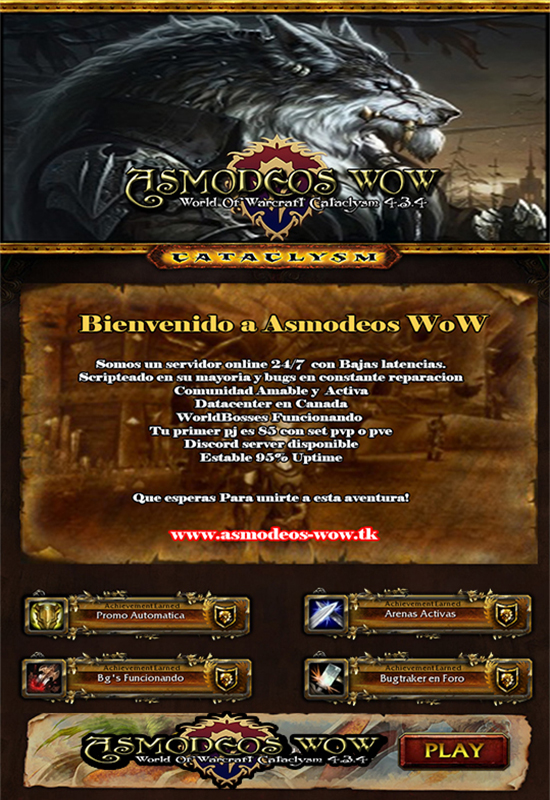 ASMODEOS WOW
World Of Warcraft Cataclysm 4.3.4
CATACLYSM
Bienvenido a Asmodeos WoW
Somos un servidor online 24/7 con Bajas latencias.
Scripteado en su mayoria y bugs en constante reparacion
Comunidad Amable y Activa
Datacenter en Canada
WorldBosses Funcionando
Tu primer pj es 85 con set pvp o pve
Discord server disponible
Estable 95% Uptime
Que esperas Para unirte a esta aventura!
www.asmodeos-wow.tk
Achievement Earned
Promo Automatica
Achievement Earned
Arenas Activas
Achievement Earned
Bg's Funcionando
Achievement Earned
Bugtraker en Foro
ASMODEOS WOW
World Of Warcraft Cataclysm 4.3.4
PLAY